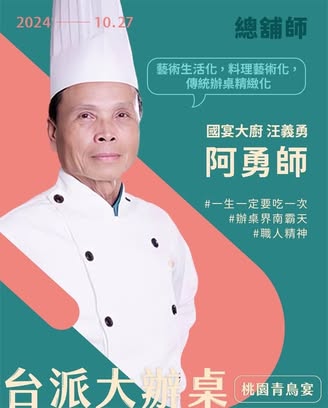 2024 —— 10.27
總舖師
藝術生活化，料理藝術化，
傳統辦桌精緻化
國宴大廚 汪義勇
阿勇師
#一生一定要吃一次
#辦桌界南霸天
#職人精神
台派大辦桌
桃園青鳥宴